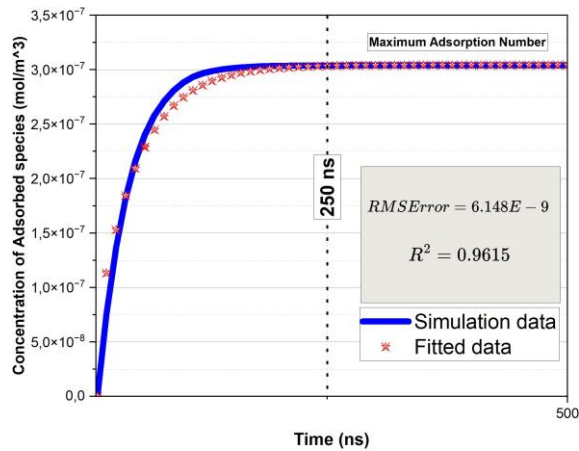 3,5×10⁻⁷
Maximum Adsorption Number
3,0×10⁻⁷
2,5×10⁻⁷
2,0×10⁻⁷
1,5×10⁻⁷
1,0×10⁻⁷
5,0×10⁻⁸
0,0
Concentration of Adsorbed species (mol/m^3)
250 ns
RMSError = 6.148E − 9
R² = 0.9615
Simulation data
Fitted data
500
Time (ns)